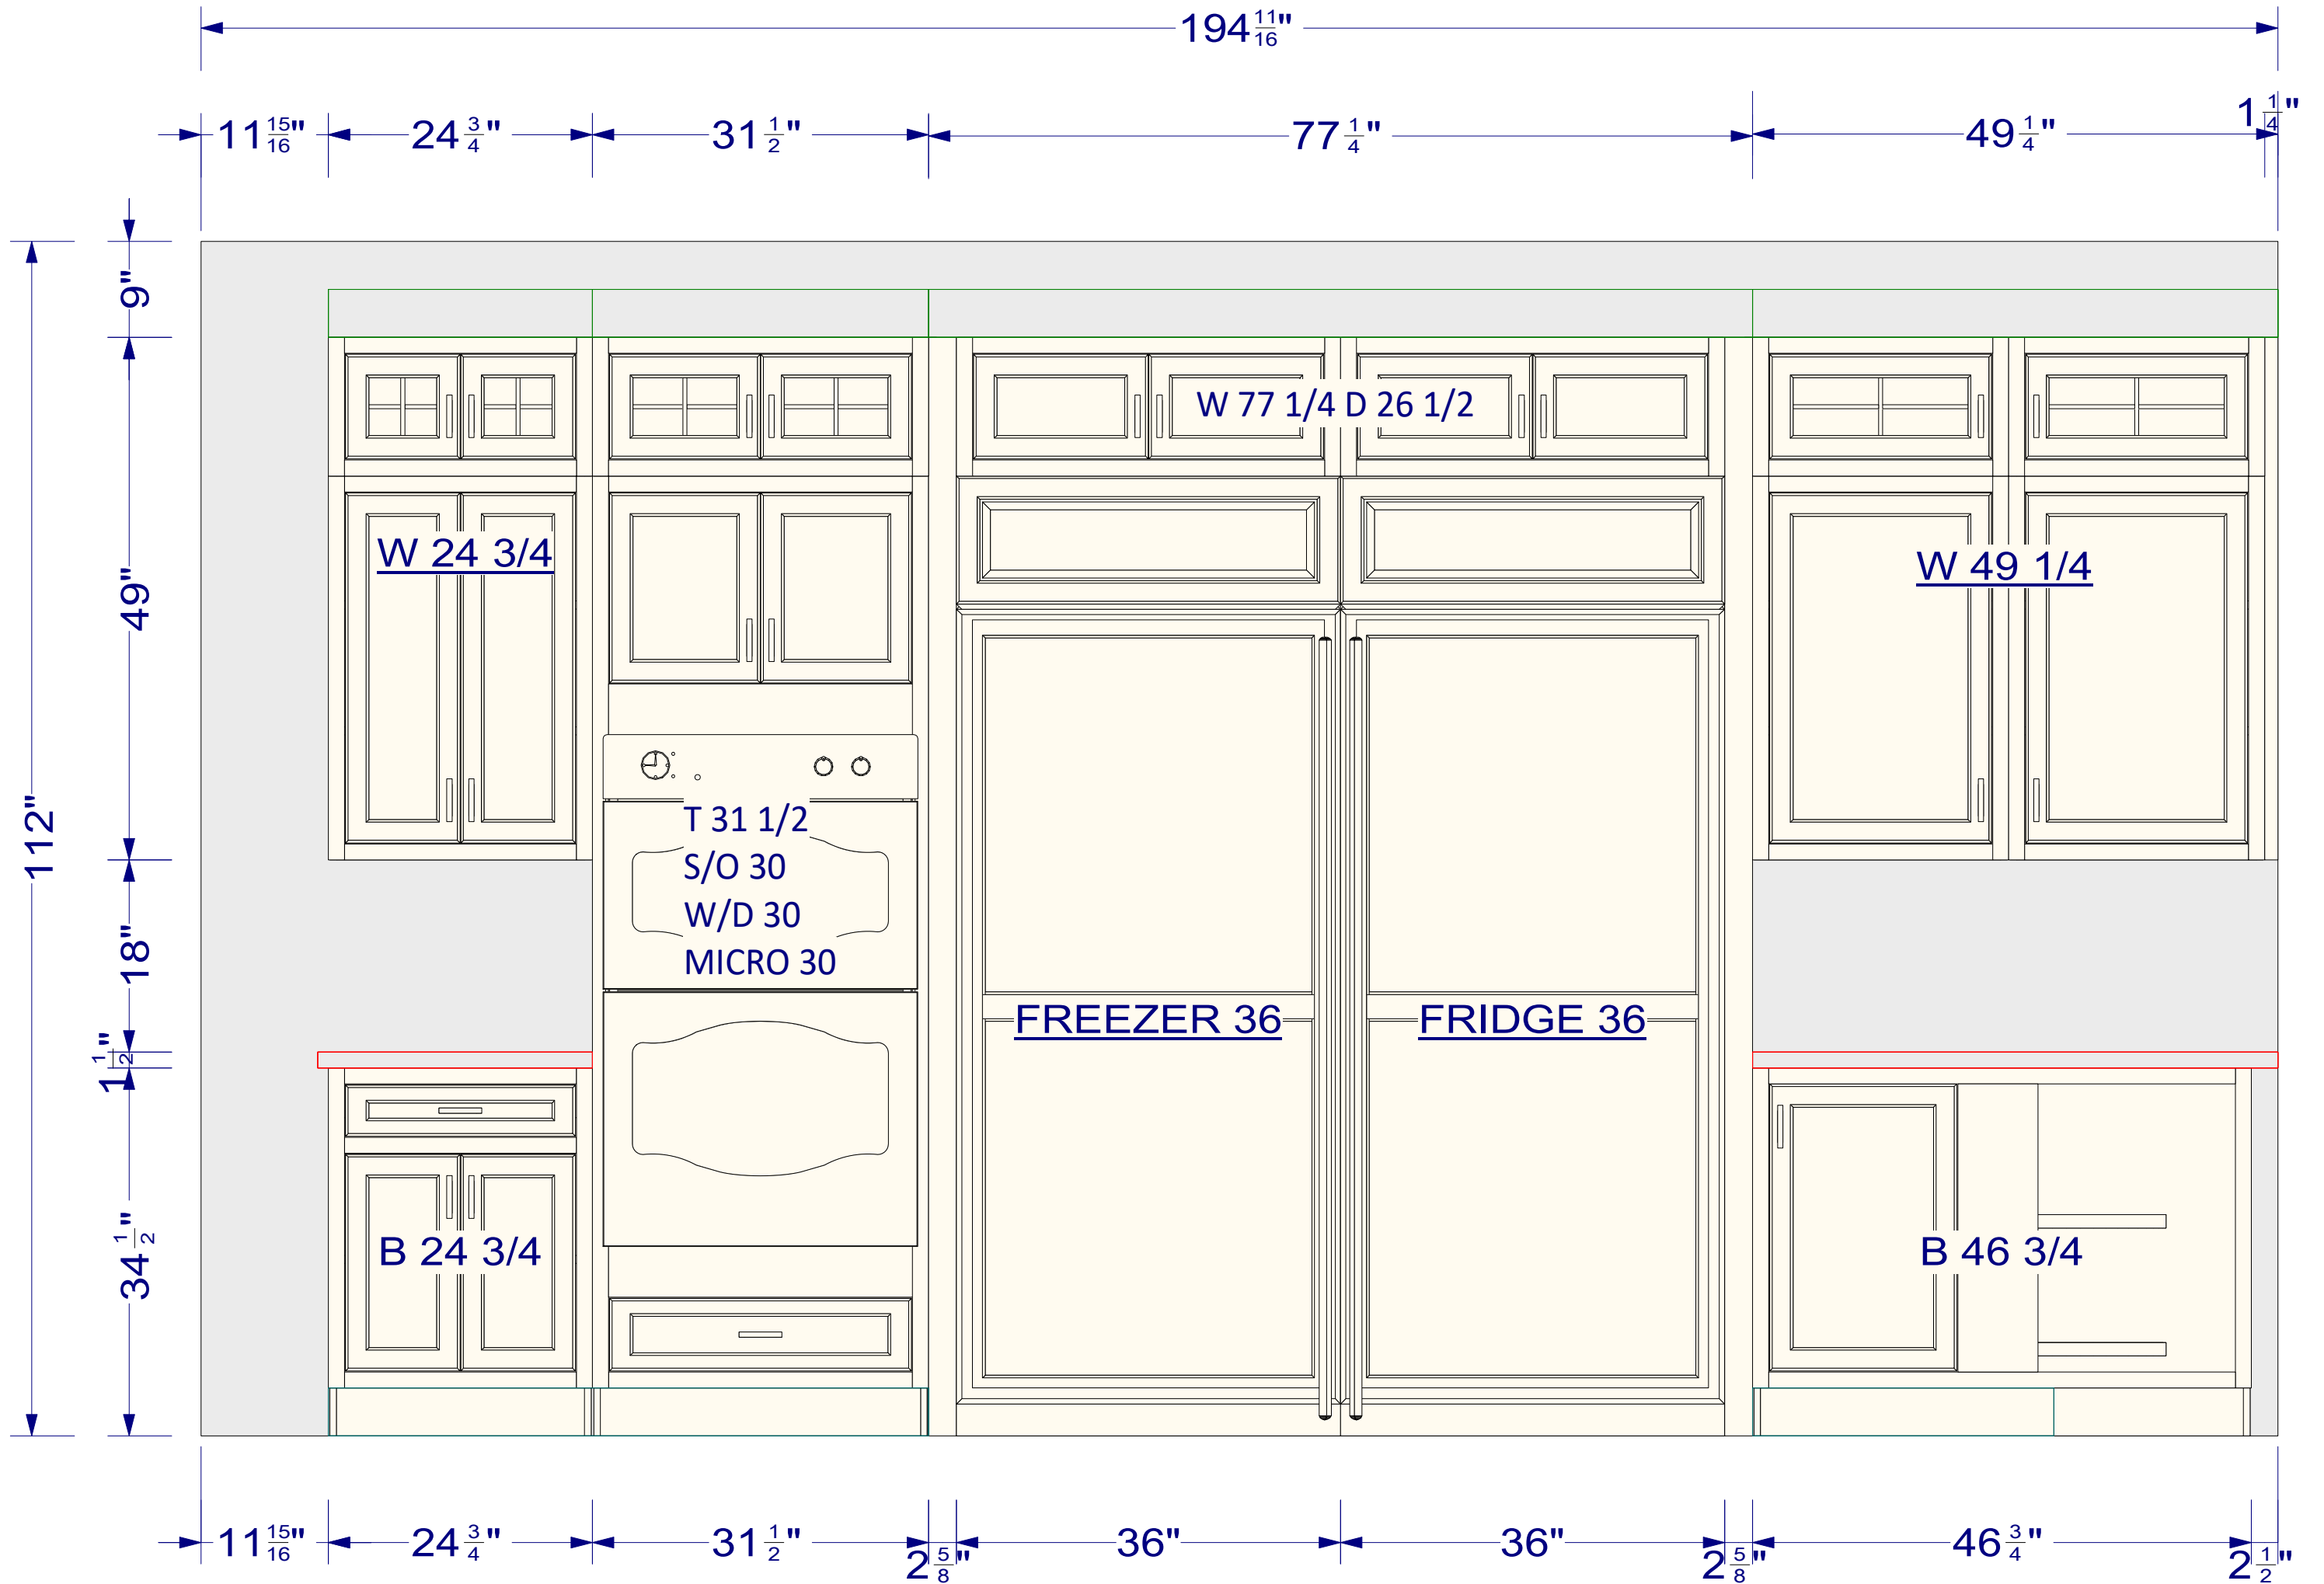 194 11/16"
11 15/16"
24 3/4"
31 1/2"
77 1/4"
49 1/4"
1 1/4"
9"
49"
112"
18"
1 1/2"
34 1/2"
W 77 1/4 D 26 1/2
W 24 3/4
W 49 1/4
T 31 1/2
S/O 30
W/D 30
MICRO 30
FREEZER 36
FRIDGE 36
B 24 3/4
B 46 3/4
11 15/16"
24 3/4"
31 1/2"
2 5/8"
36"
36"
2 5/8"
46 3/4"
2 1/2"